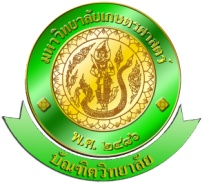 มหาวิทยาลัยเกษตรศาสตร์
พ.ศ. ๒๔๘๖
บัณฑิตวิทยาลัย